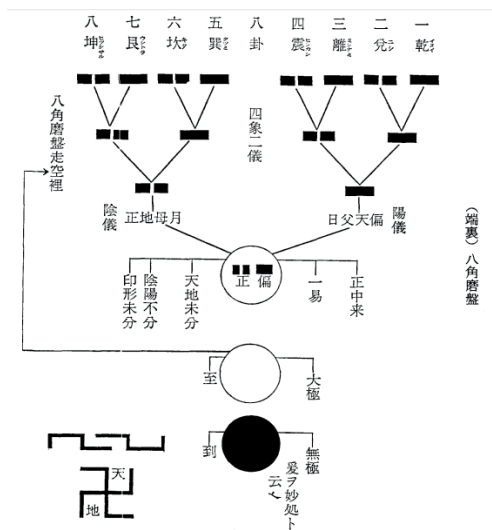 （端裏）八角磨盤
一乾
二兌
三離
四震
八卦
五巽
六坎
七艮
八坤
四象二儀
陽儀
日父天偏
陰儀
正地母月
八角磨盤走空裡
正中来
一易
正偏
天地未分
陰陽不分
印形未分
大極
至
無極
爰ヲ妙処ト
云々
到
天
地